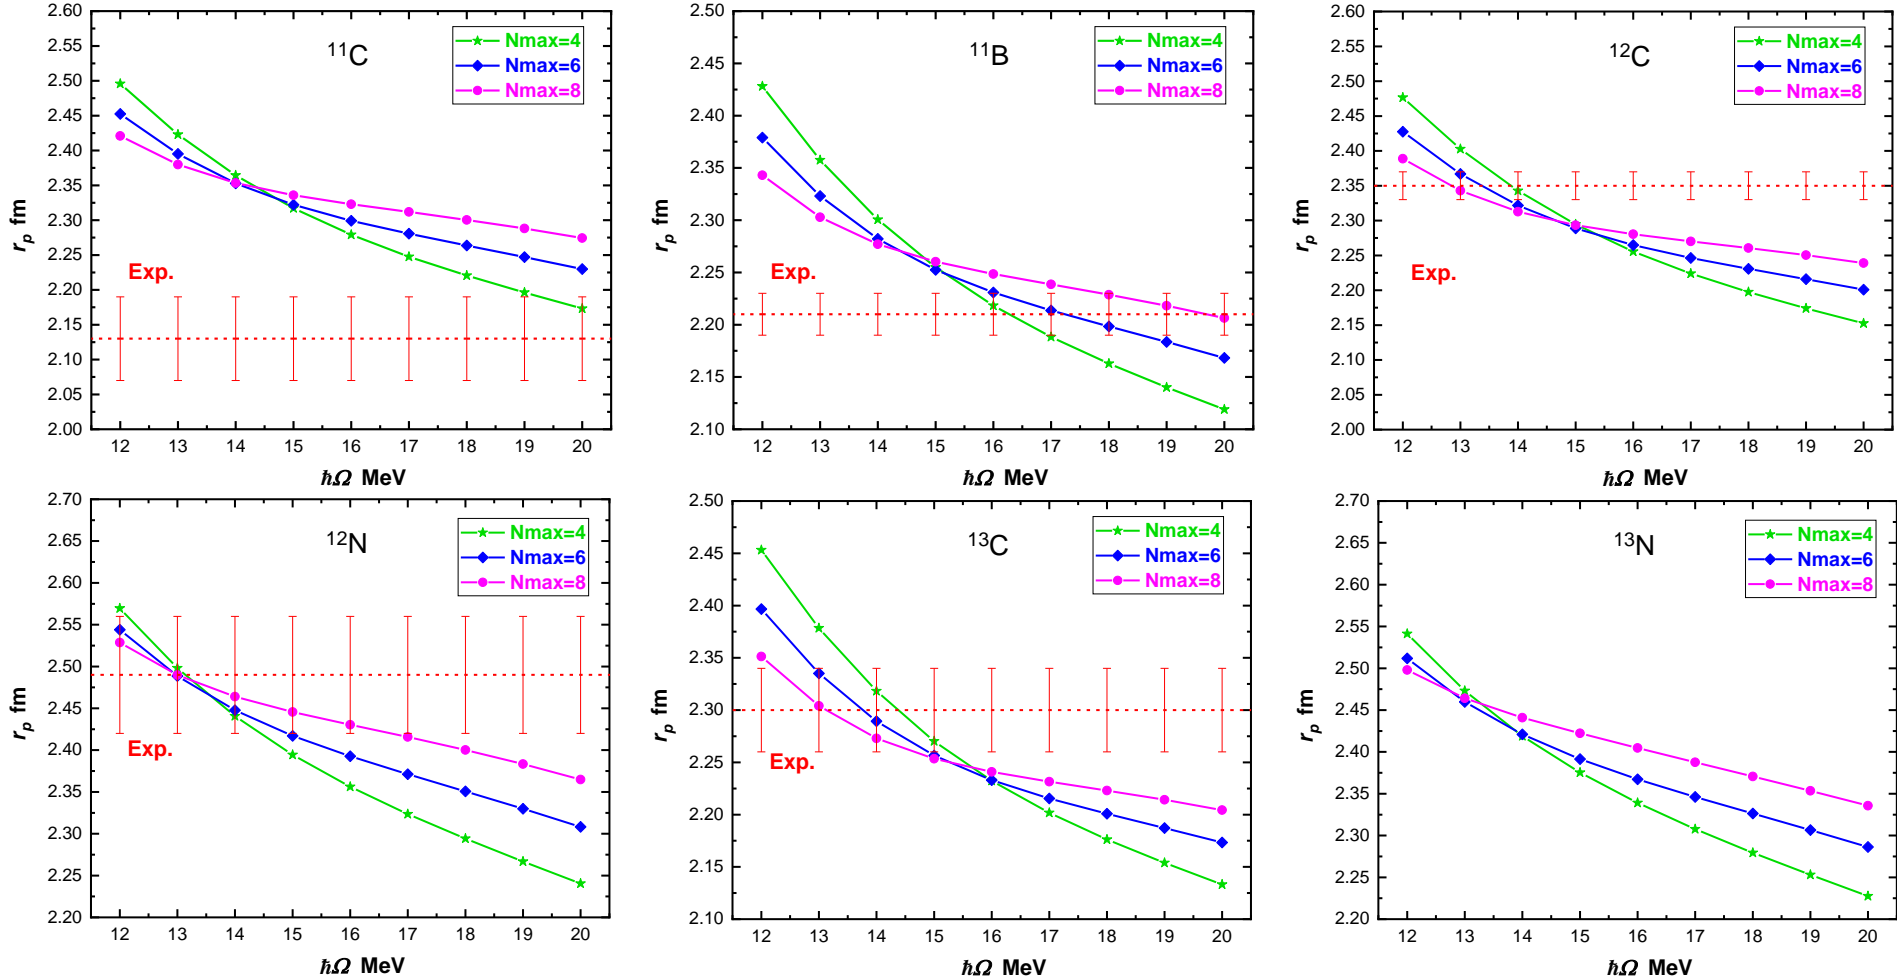 2.60
2.55
2.50
2.45
2.40
2.35
2.30
2.25
2.20
2.15
2.10
2.05
2.00
r_p fm
¹¹C
Nmax=4
Nmax=6
Nmax=8
Exp.
12 13 14 15 16 17 18 19 20
ħΩ MeV
2.50
2.45
2.40
2.35
2.30
2.25
2.20
2.15
2.10
r_p fm
¹¹B
Nmax=4
Nmax=6
Nmax=8
Exp.
12 13 14 15 16 17 18 19 20
ħΩ MeV
2.60
2.55
2.50
2.45
2.40
2.35
2.30
2.25
2.20
2.15
2.10
2.05
2.00
r_p fm
¹²C
Nmax=4
Nmax=6
Nmax=8
Exp.
12 13 14 15 16 17 18 19 20
ħΩ MeV
2.70
2.65
2.60
2.55
2.50
2.45
2.40
2.35
2.30
2.25
2.20
r_p fm
¹²N
Nmax=4
Nmax=6
Nmax=8
Exp.
12 13 14 15 16 17 18 19 20
ħΩ MeV
2.50
2.45
2.40
2.35
2.30
2.25
2.20
2.15
2.10
r_p fm
¹³C
Nmax=4
Nmax=6
Nmax=8
Exp.
12 13 14 15 16 17 18 19 20
ħΩ MeV
2.70
2.65
2.60
2.55
2.50
2.45
2.40
2.35
2.30
2.25
2.20
r_p fm
¹³N
Nmax=4
Nmax=6
Nmax=8
12 13 14 15 16 17 18 19 20
ħΩ MeV